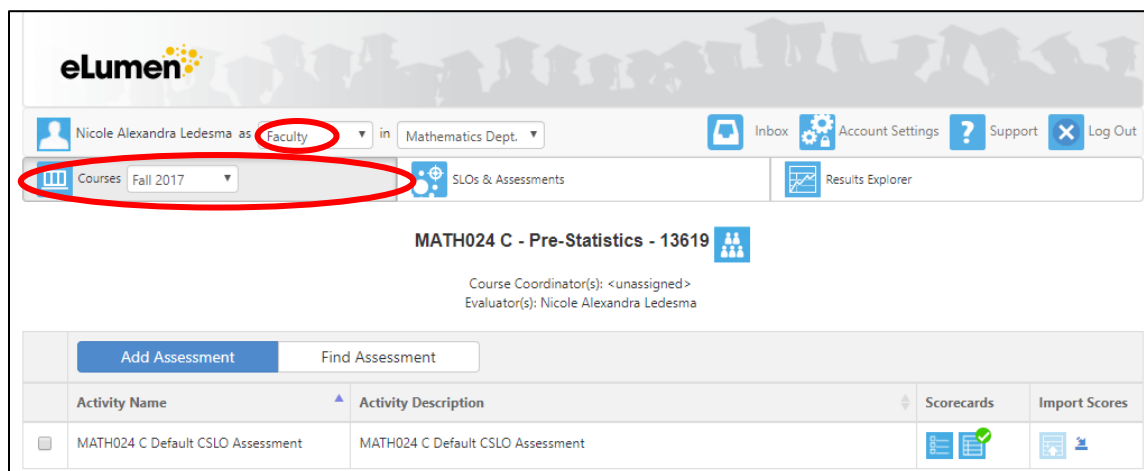 eLumen
Nicole Alexandra Ledesma as Faculty in Mathematics Dept. Inbox Account Settings ? Support Log Out
Courses Fall 2017 SLOs & Assessments Results Explorer
MATH024 C - Pre-Statistics - 13619
Course Coordinator(s): <unassigned>
Evaluator(s): Nicole Alexandra Ledesma
Add Assessment Find Assessment
Activity Name Activity Description Scorecards Import Scores
MATH024 C Default CSLO Assessment MATH024 C Default CSLO Assessment